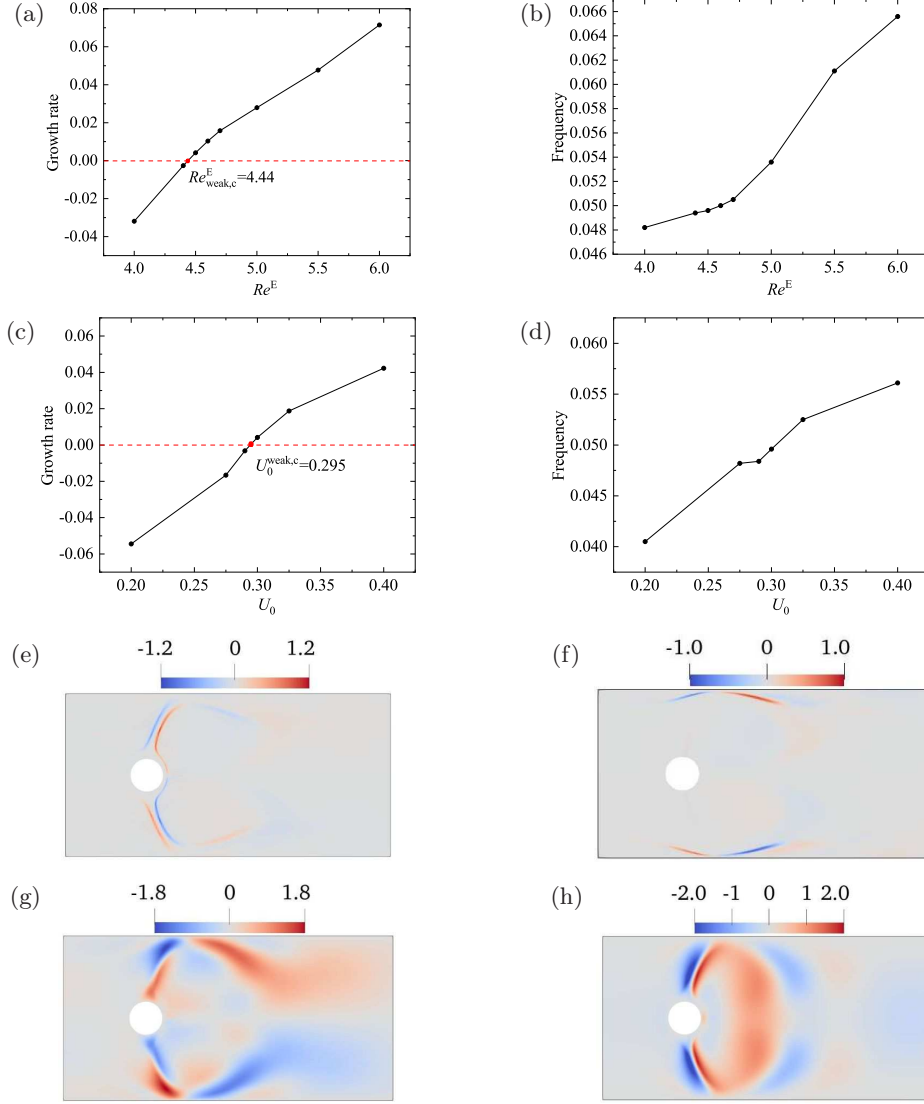 (a)
0.08
0.06
0.04
0.02
0.00
-0.02
-0.04
Growth rate
Re^E_weak,c=4.44
4.0 4.5 5.0 5.5 6.0
Re^E
(b)
0.066
0.064
0.062
0.060
0.058
0.056
0.054
0.052
0.050
0.048
0.046
Frequency
4.0 4.5 5.0 5.5 6.0
Re^E
(c)
0.06
0.04
0.02
0.00
-0.02
-0.04
-0.06
Growth rate
U_0^weak,c=0.295
0.20 0.25 0.30 0.35 0.40
U_0
(d)
0.060
0.055
0.050
0.045
0.040
Frequency
0.20 0.25 0.30 0.35 0.40
U_0
(e)
-1.2 0 1.2
(f)
-1.0 0 1.0
(g)
-1.8 0 1.8
(h)
-2.0 -1 0 1 2.0